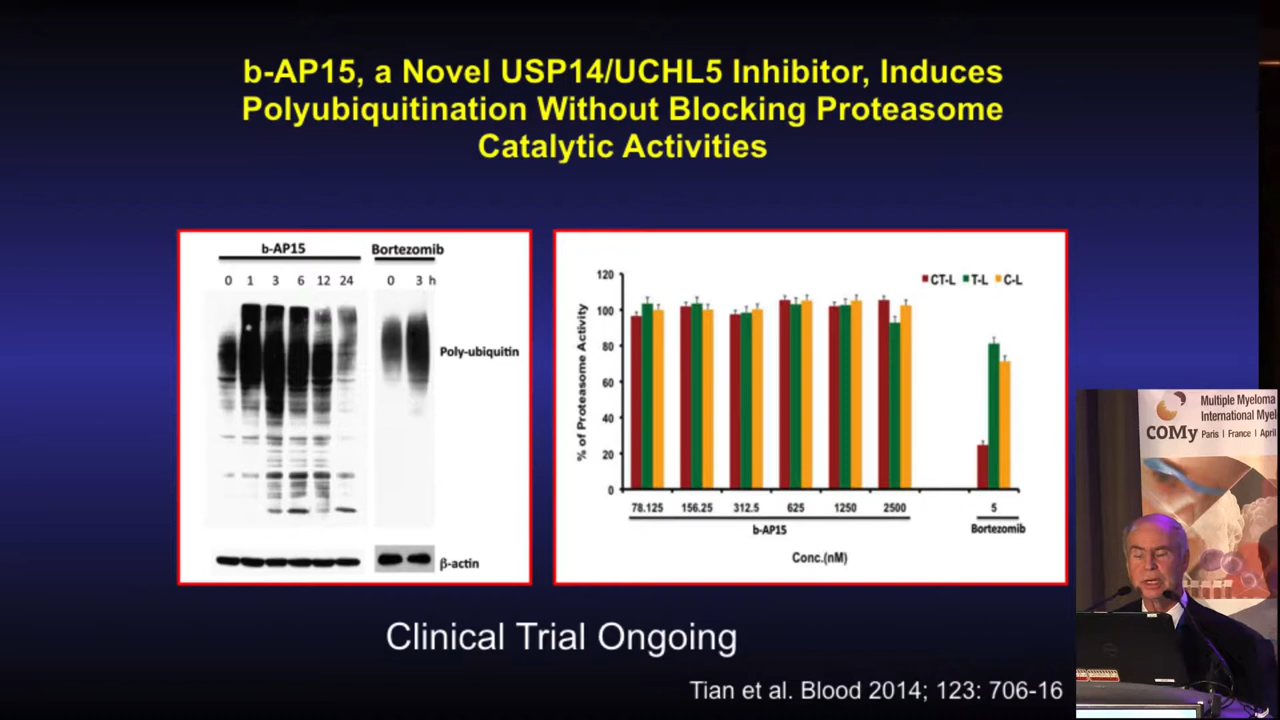 b-AP15, a Novel USP14/UCHL5 Inhibitor, Induces
Polyubiquitination Without Blocking Proteasome
Catalytic Activities
b-AP15
Bortezomib
0 1 3 6 12 24
0 3 h
Poly-ubiquitin
β-actin
% of Proteasome Activity
120
100
80
60
40
20
0
CT-L T-L C-L
78.125 156.25 312.5 625 1250 2500
5
b-AP15
Bortezomib
Conc.(nM)
Clinical Trial Ongoing
Tian et al. Blood 2014; 123: 706-16
COMy
Multiple Myeloma
International Myel
Paris | France | April